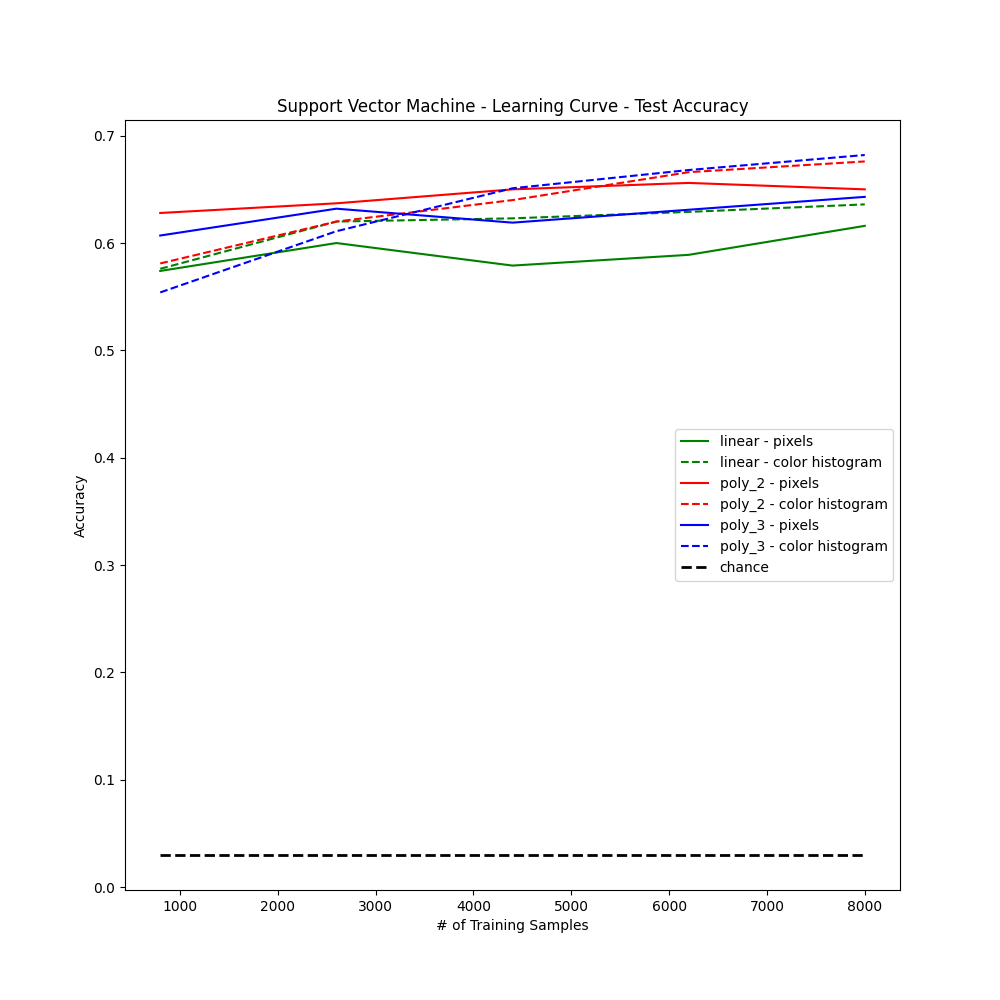 Support Vector Machine - Learning Curve - Test Accuracy
0.7
0.6
0.5
0.4
0.3
0.2
0.1
0.0
Accuracy
linear - pixels
linear - color histogram
poly_2 - pixels
poly_2 - color histogram
poly_3 - pixels
poly_3 - color histogram
chance
1000 2000 3000 4000 5000 6000 7000 8000
# of Training Samples